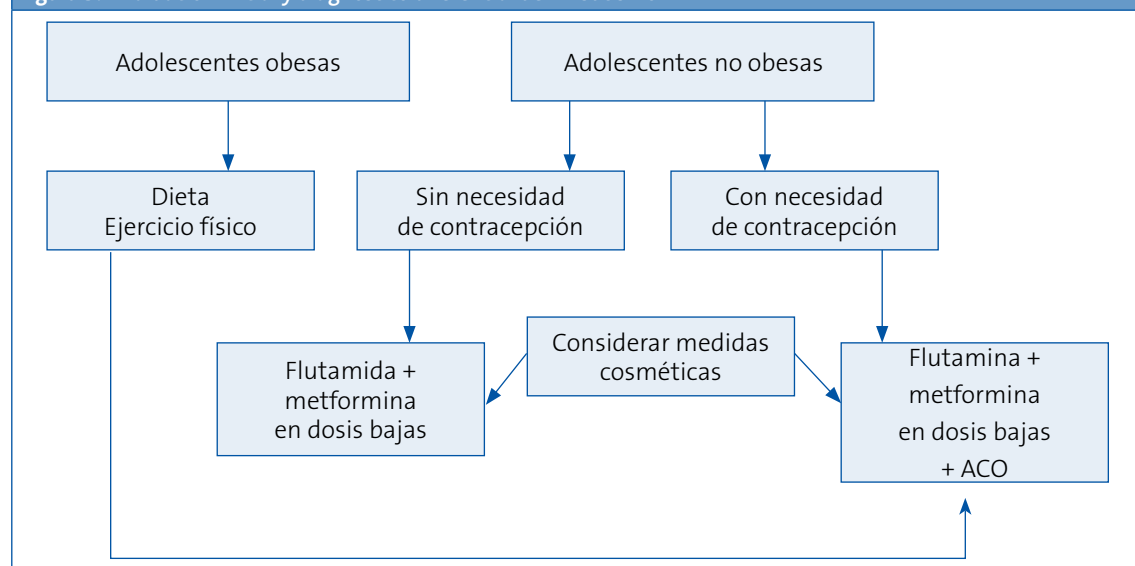 Adolescentes obesas
Adolescentes no obesas
Dieta
Ejercicio físico
Sin necesidad
de contracepción
Con necesidad
de contracepción
Considerar medidas
cosméticas
Flutamida +
metformina
en dosis bajas
Flutamina +
metformina
en dosis bajas
+ ACO